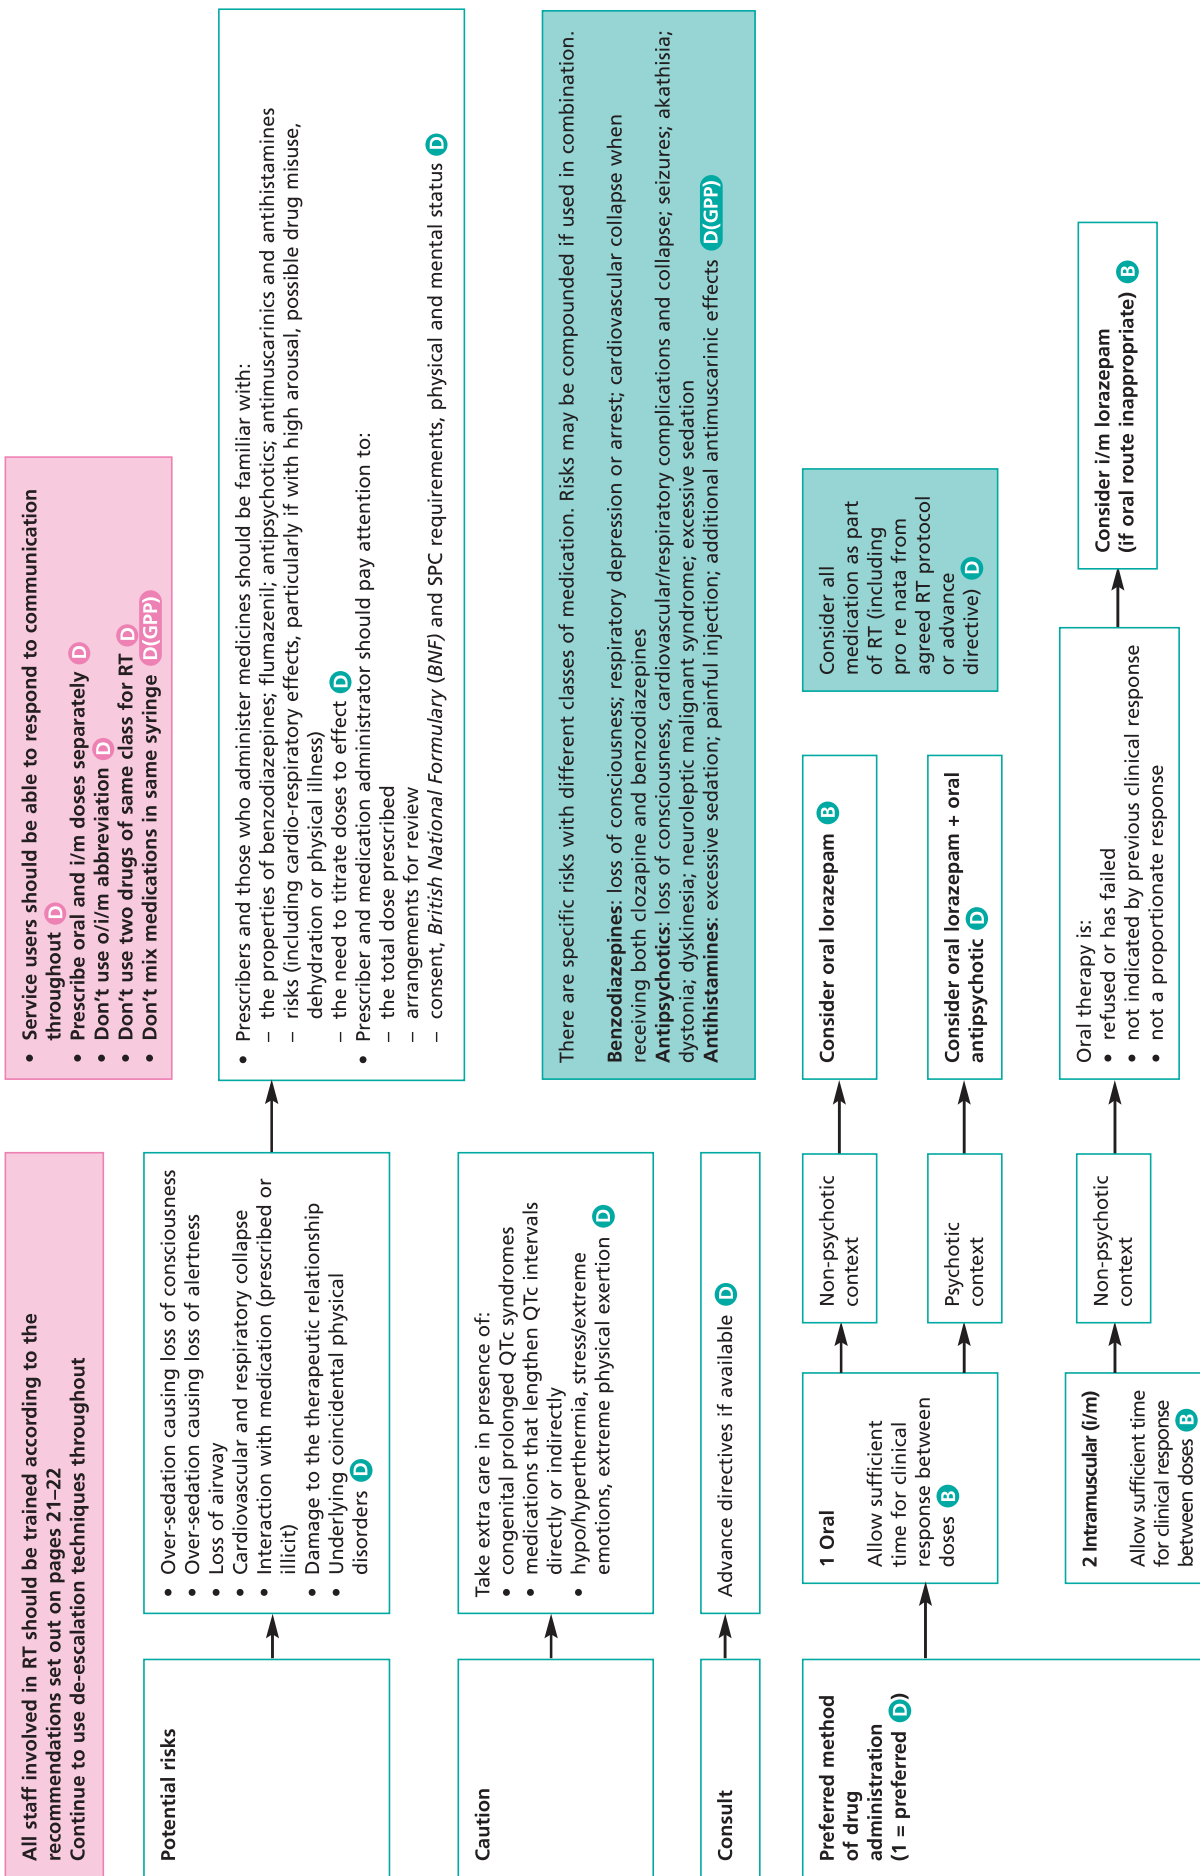 All staff involved in RT should be trained according to the
recommendations set out on pages 21–22
Continue to use de-escalation techniques throughout
• Service users should be able to respond to communication
throughout D
• Prescribe oral and i/m doses separately D
• Don't use o/i/m abbreviation D
• Don't use two drugs of same class for RT D
• Don't mix medications in same syringe D(GPP)
Potential risks
• Over-sedation causing loss of consciousness
• Over-sedation causing loss of alertness
• Loss of airway
• Cardiovascular and respiratory collapse
• Interaction with medication (prescribed or
illicit)
• Damage to the therapeutic relationship
• Underlying coincidental physical
disorders D
• Prescribers and those who administer medicines should be familiar with:
– the properties of benzodiazepines; flumazenil; antipsychotics; antimuscarinics and antihistamines
– risks (including cardio-respiratory effects, particularly if with high arousal, possible drug misuse,
dehydration or physical illness)
– the need to titrate doses to effect D
• Prescriber and medication administrator should pay attention to:
– the total dose prescribed
– arrangements for review
– consent, British National Formulary (BNF) and SPC requirements, physical and mental status D
Caution
Take extra care in presence of:
• congenital prolonged QTc syndromes
• medications that lengthen QTc intervals
directly or indirectly
• hypo/hyperthermia, stress/extreme
emotions, extreme physical exertion D
There are specific risks with different classes of medication. Risks may be compounded if used in combination.
Benzodiazepines: loss of consciousness; respiratory depression or arrest; cardiovascular collapse when
receiving both clozapine and benzodiazepines
Antipsychotics: loss of consciousness, cardiovascular/respiratory complications and collapse; seizures; akathisia;
dystonia; dyskinesia; neuroleptic malignant syndrome; excessive sedation
Antihistamines: excessive sedation; painful injection; additional antimuscarinic effects D(GPP)
Consult
Advance directives if available D
Preferred method
of drug
administration
(1 = preferred D)
1 Oral
Allow sufficient
time for clinical
response between
doses B
Non-psychotic
context
Consider oral lorazepam B
Psychotic
context
Consider oral lorazepam + oral
antipsychotic D
Consider all
medication as part
of RT (including
pro re nata from
agreed RT protocol
or advance
directive) D
2 Intramuscular (i/m)
Allow sufficient time
for clinical response
between doses B
Non-psychotic
context
Oral therapy is:
• refused or has failed
• not indicated by previous clinical response
• not a proportionate response
Consider i/m lorazepam
(if oral route inappropriate) B